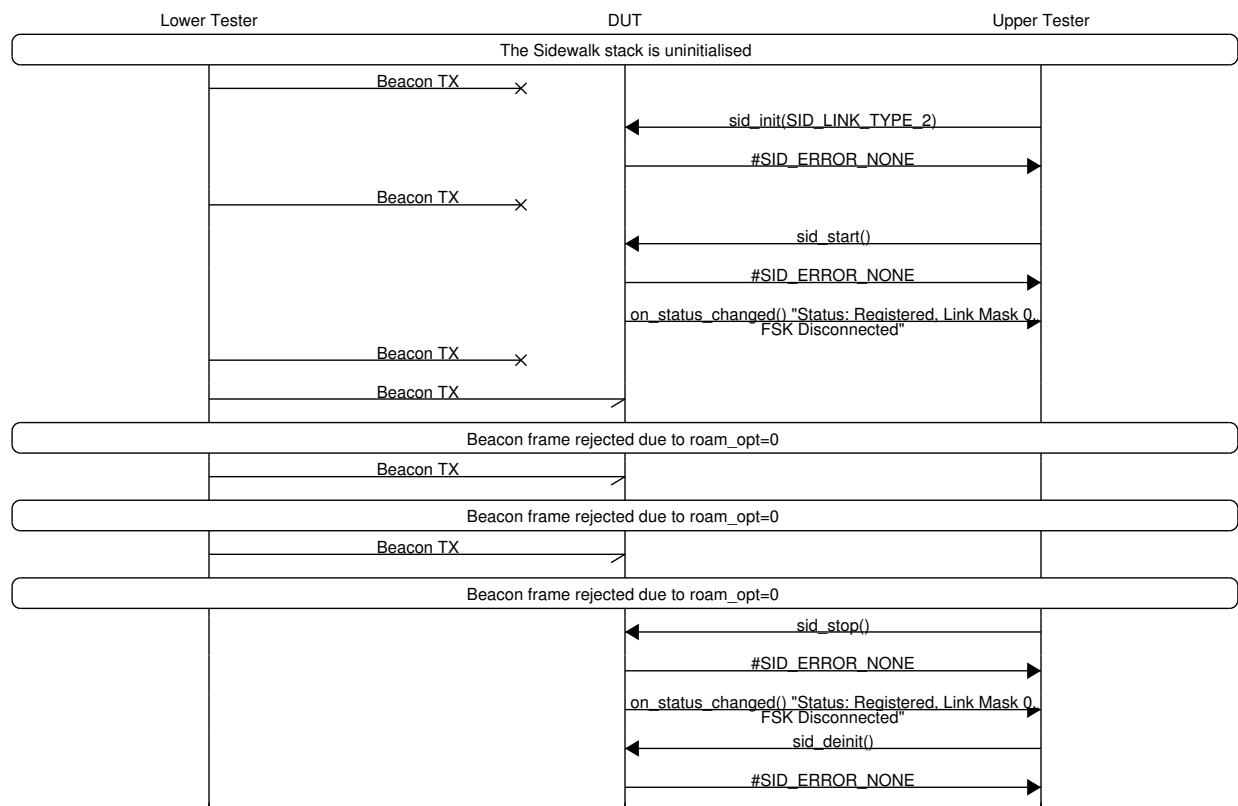 Lower Tester DUT Upper Tester
The Sidewalk stack is uninitialised
Beacon TX
sid_init(SID_LINK_TYPE_2)
#SID_ERROR_NONE
Beacon TX
sid_start()
#SID_ERROR_NONE
on_status_changed() "Status: Registered, Link Mask 0,
FSK Disconnected"
Beacon TX
Beacon TX
Beacon frame rejected due to roam_opt=0
Beacon TX
Beacon frame rejected due to roam_opt=0
Beacon TX
Beacon frame rejected due to roam_opt=0
sid_stop()
#SID_ERROR_NONE
on_status_changed() "Status: Registered, Link Mask 0,
FSK Disconnected"
sid_deinit()
#SID_ERROR_NONE